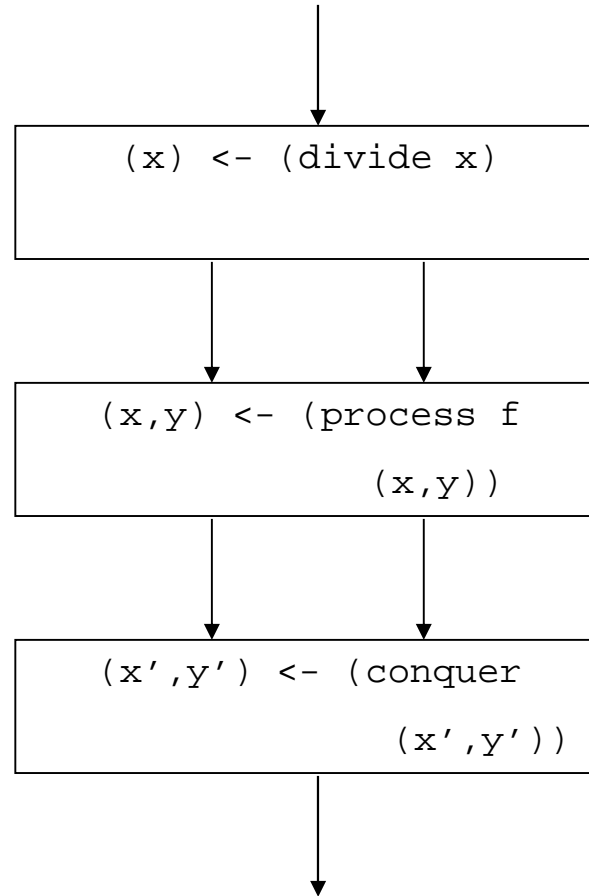 (x) <- (divide x)
(x,y) <- (process f
(x,y))
(x’,y’) <- (conquer
(x’,y’))